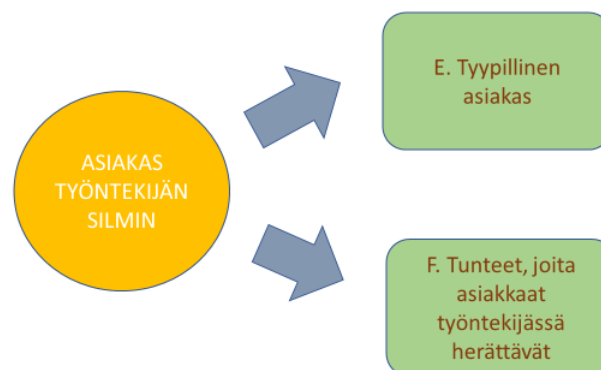 ASIAKAS
TYÖNTEKIJÄN
SILMIN
E. Tyypillinen
asiakas
F. Tunteet, joita
asiakkaat
työntekijässä
herättävät